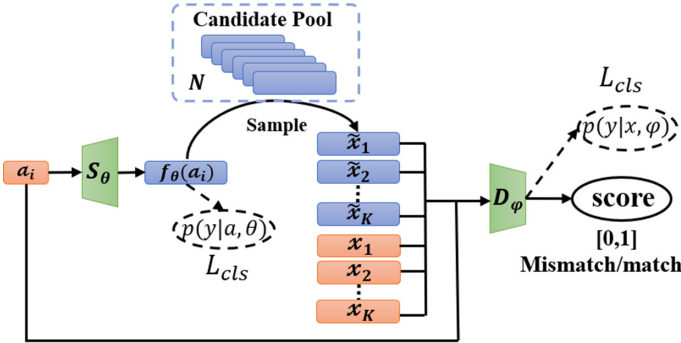 Candidate Pool
N
Sample
a_i
S_θ
f_θ(a_i)
p(y|a, θ)
L_cls
x̃_1
x̃_2
x̃_K
x_1
x_2
x_K
D_φ
L_cls
p(y|x, φ)
score
[0,1]
Mismatch/match